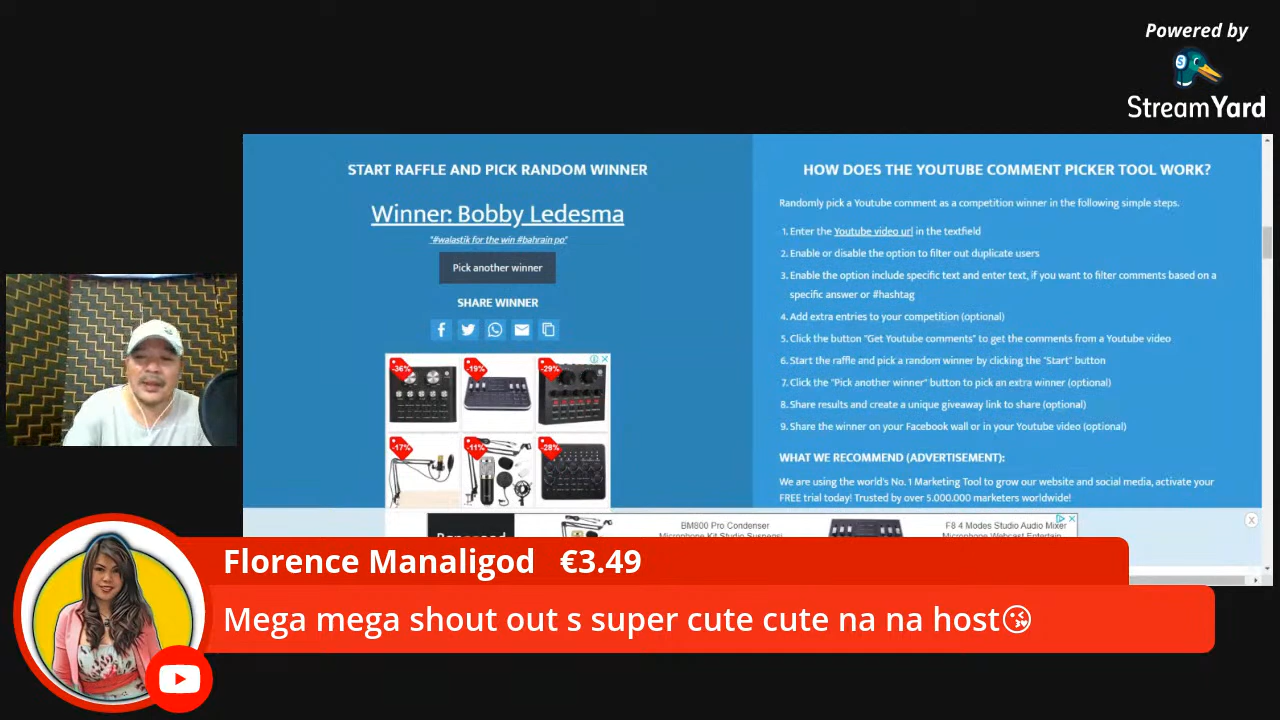 Powered by
StreamYard
START RAFFLE AND PICK RANDOM WINNER
Winner: Bobby Ledesma
"#walastik for the win #bahrain po"
Pick another winner
SHARE WINNER
-36%
-19%
-29%
-17%
-11%
-28%
HOW DOES THE YOUTUBE COMMENT PICKER TOOL WORK?
Randomly pick a Youtube comment as a competition winner in the following simple steps.
1. Enter the Youtube video url in the textfield
2. Enable or disable the option to filter out duplicate users
3. Enable the option include specific text and enter text, if you want to filter comments based on a
specific answer or #hashtag
4. Add extra entries to your competition (optional)
5. Click the button "Get Youtube comments" to get the comments from a Youtube video
6. Start the raffle and pick a random winner by clicking the "Start" button
7. Click the "Pick another winner" button to pick an extra winner (optional)
8. Share results and create a unique giveaway link to share (optional)
9. Share the winner on your Facebook wall or in your Youtube video (optional)
WHAT WE RECOMMEND (ADVERTISEMENT):
We are using the world's No. 1 Marketing Tool to grow our website and social media, activate your
FREE trial today! Trusted by over 5.000.000 marketers worldwide!
BM800 Pro Condenser
F8 4 Modes Studio Audio Mixer
Florence Manaligod €3.49
Mega mega shout out s super cute cute na na host😘